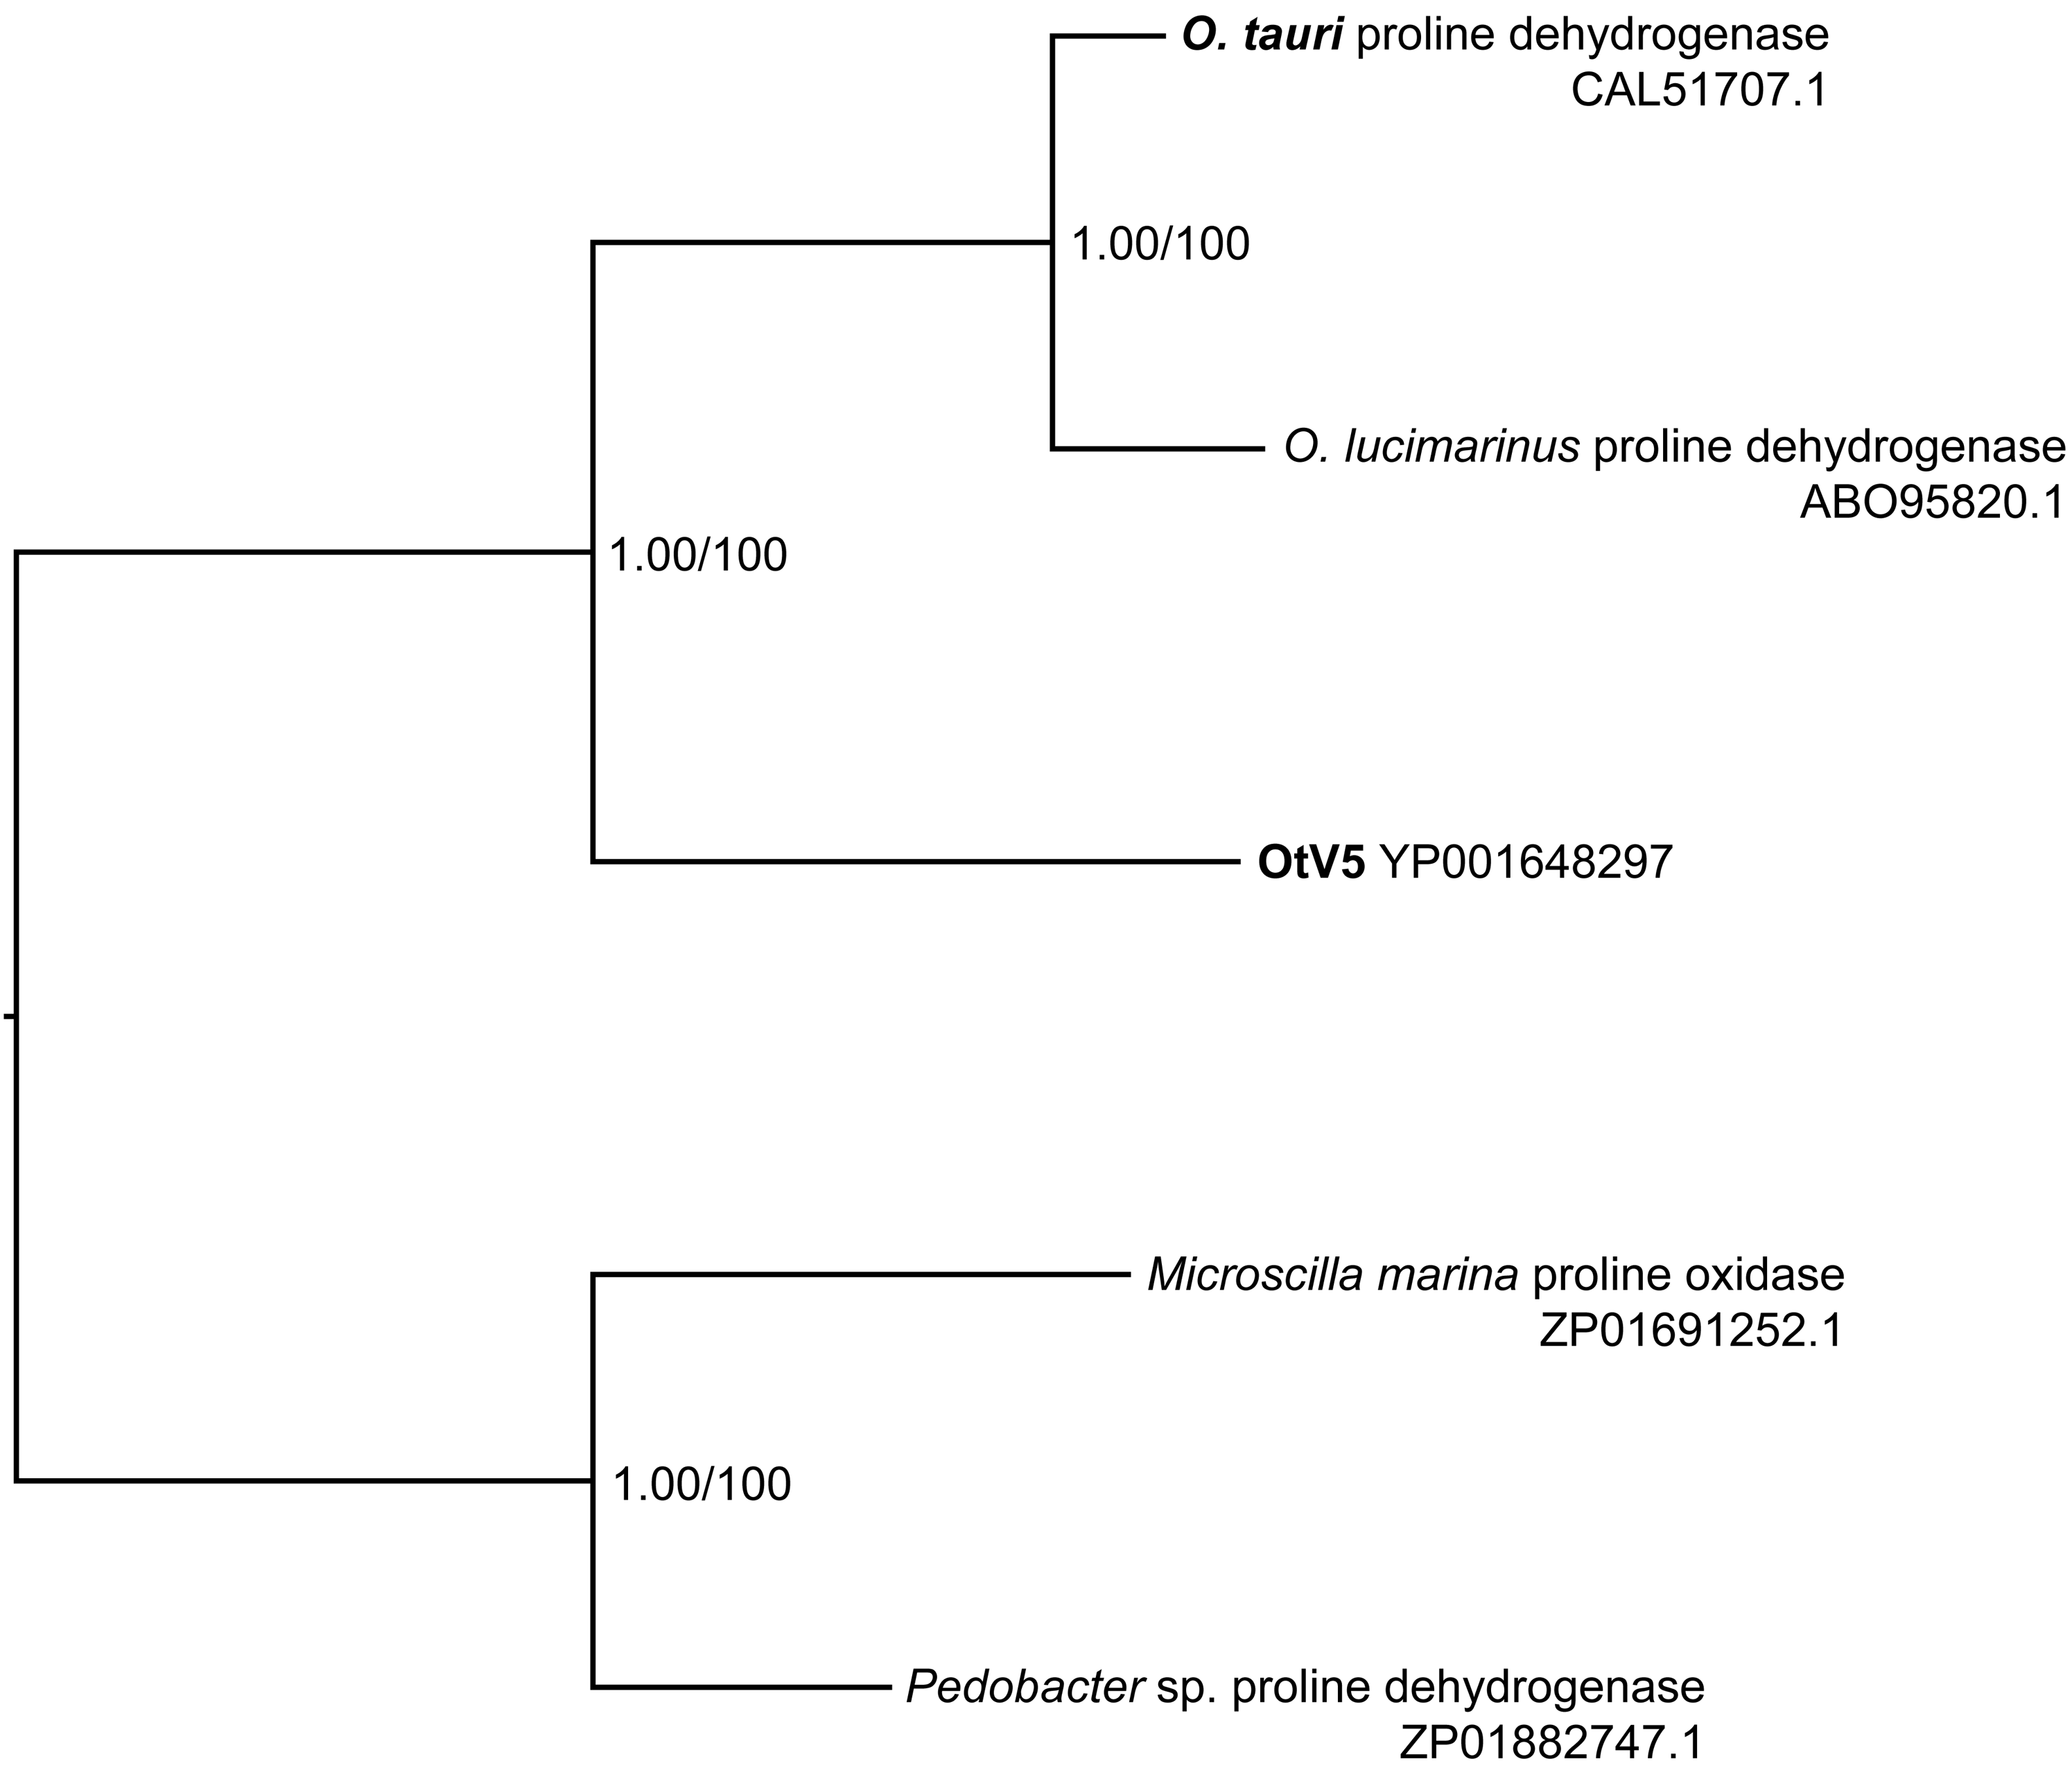 O. tauri proline dehydrogenase
CAL51707.1
1.00/100
O. lucimarinus proline dehydrogenase
ABO95820.1
1.00/100
OtV5 YP001648297
Microscilla marina proline oxidase
ZP01691252.1
1.00/100
Pedobacter sp. proline dehydrogenase
ZP01882747.1